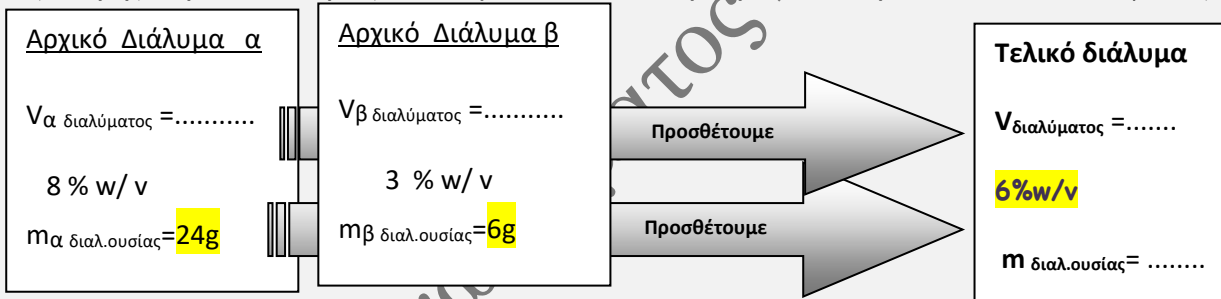 Αρχικό Διάλυμα α
Vα διαλύματος =...........
8 % w/ v
mα διαλ.ουσίας=24g
Αρχικό Διάλυμα β
Vβ διαλύματος =...........
3 % w/ v
mβ διαλ.ουσίας=6g
Προσθέτουμε
Προσθέτουμε
Τελικό διάλυμα
Vδιαλύματος =.......
6%w/v
m διαλ.ουσίας= ........